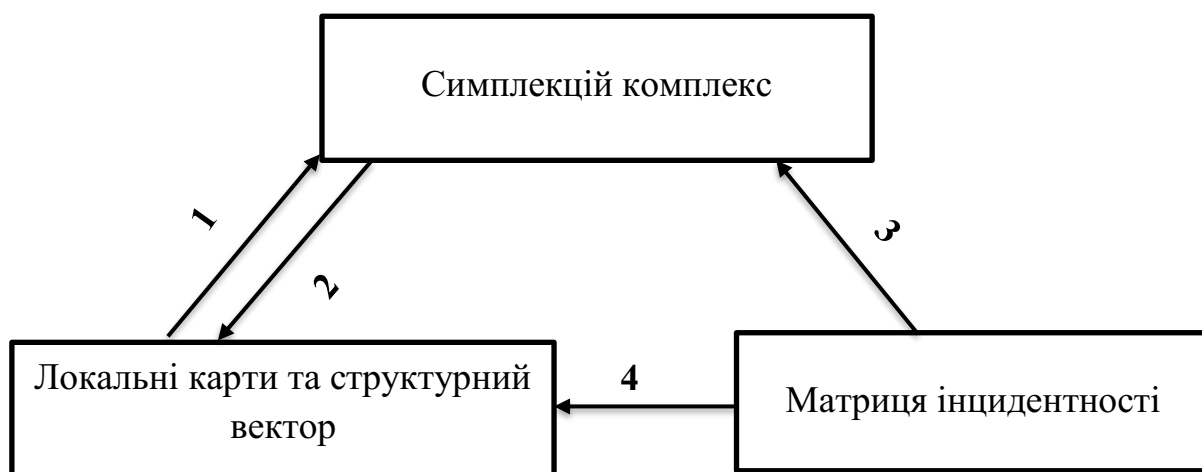 Симплекцій комплекс
1
2
3
Локальні карти та структурний
вектор
4
Матриця інцидентності